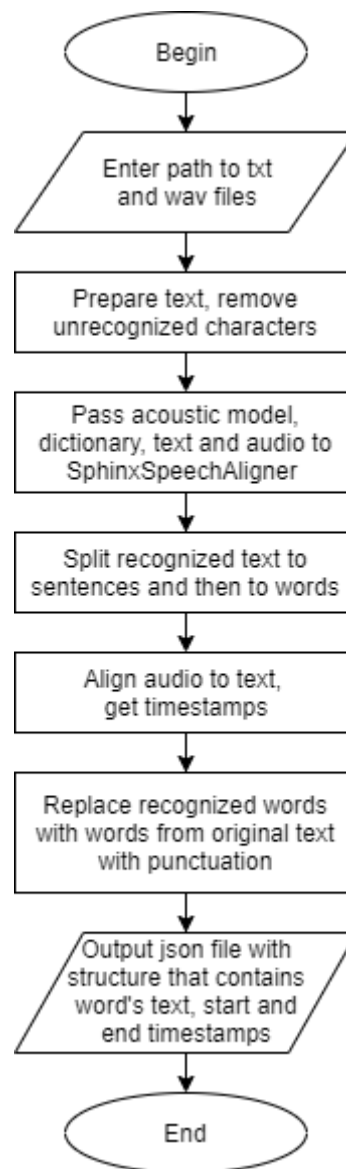 Begin
Enter path to txt
and wav files
Prepare text, remove
unrecognized characters
Pass acoustic model,
dictionary, text and audio to
SphinxSpeechAligner
Split recognized text to
sentences and then to words
Align audio to text,
get timestamps
Replace recognized words
with words from original text
with punctuation
Output json file with
structure that contains
word's text, start and
end timestamps
End